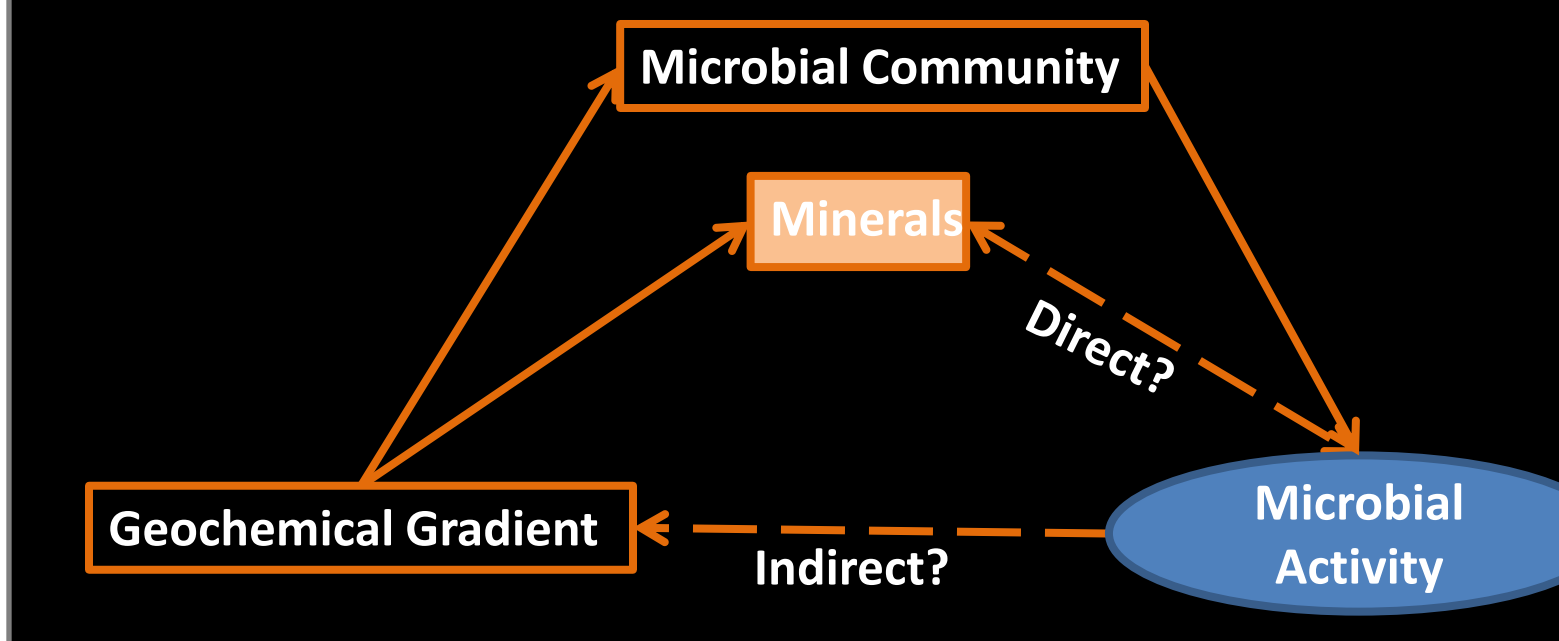 Microbial Community
Minerals
Direct?
Geochemical Gradient
Indirect?
Microbial
Activity